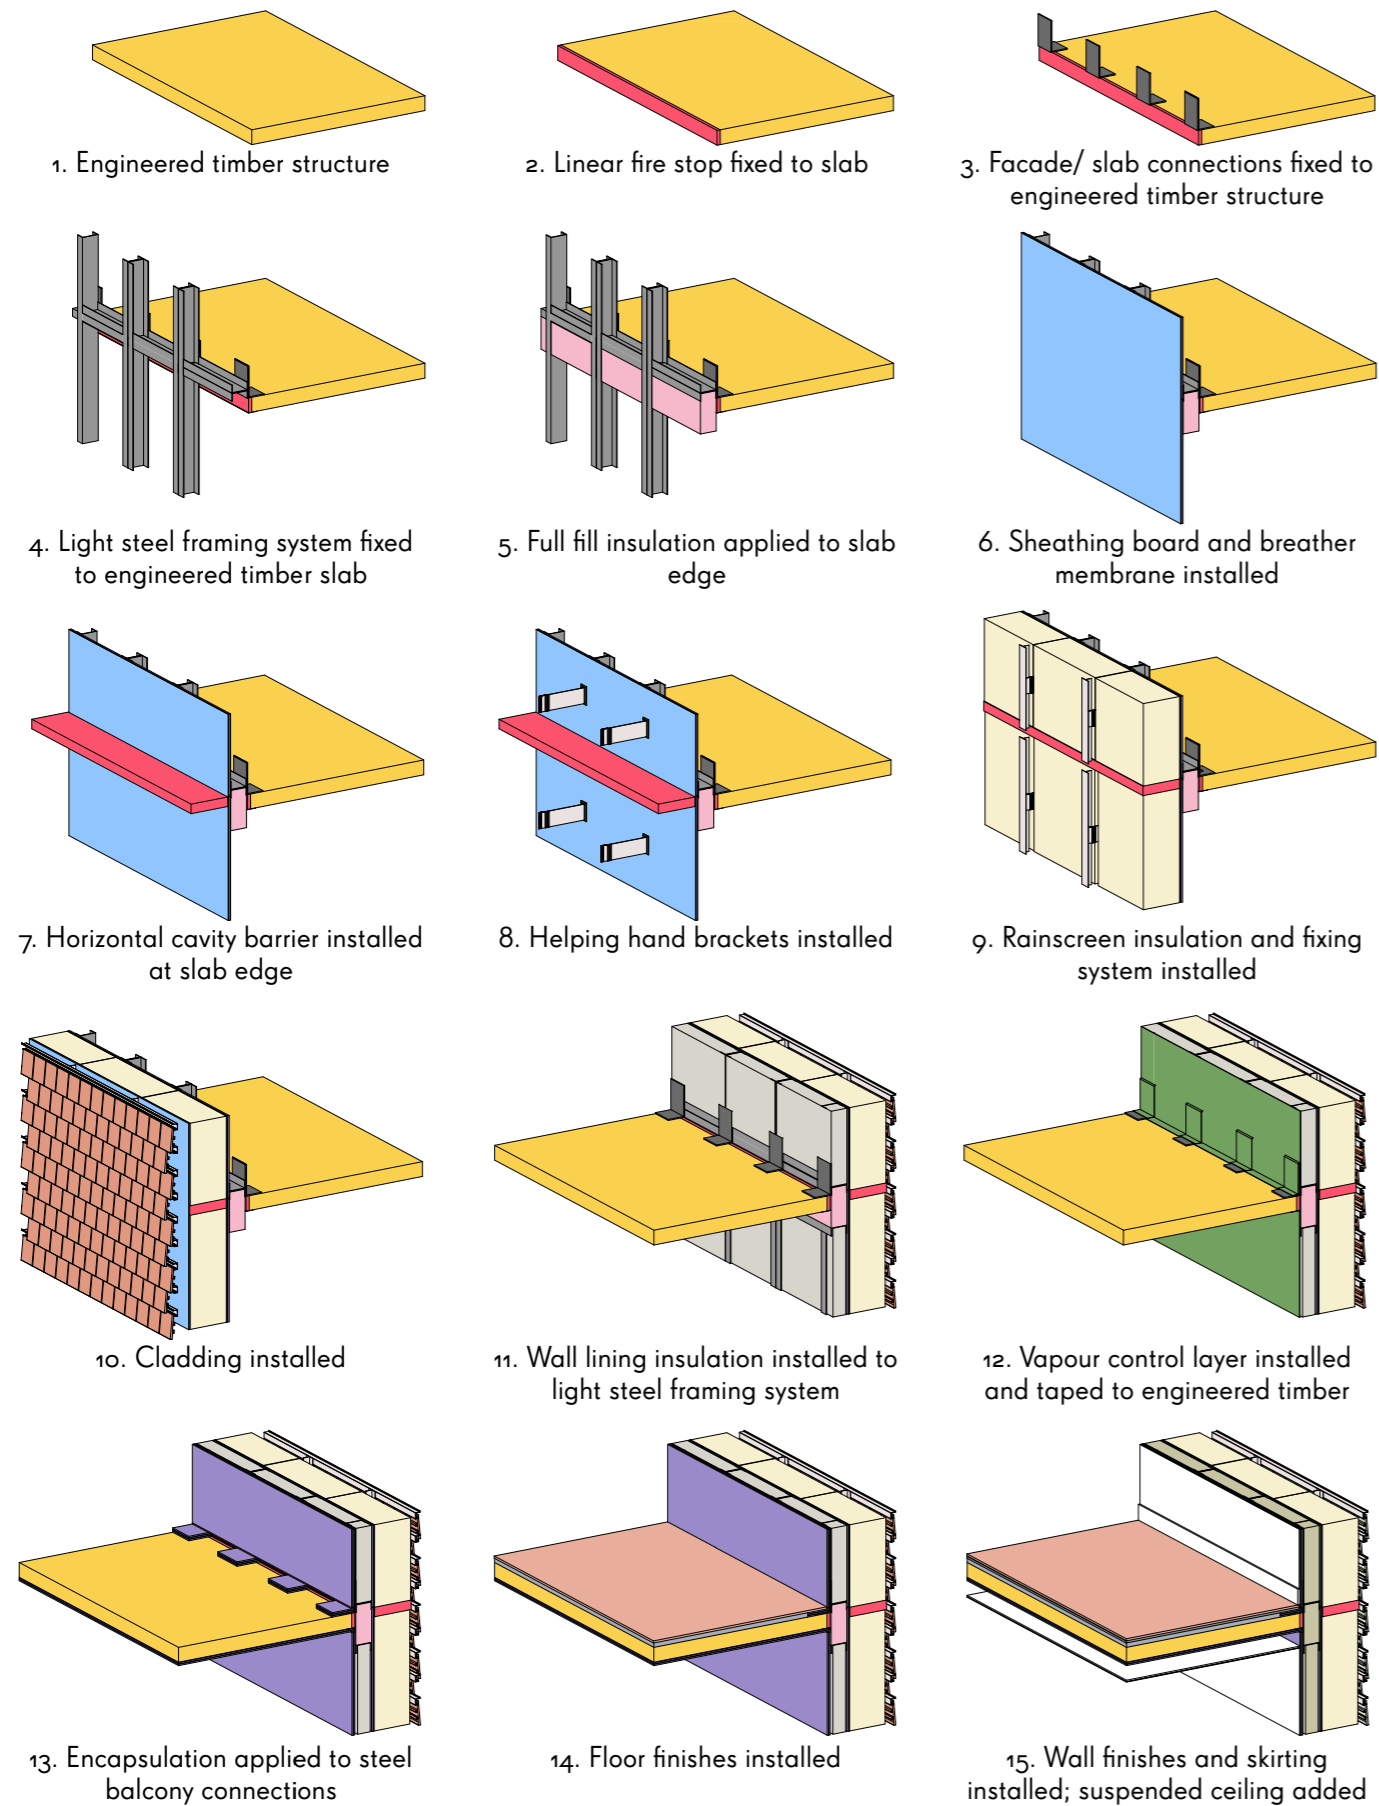 1. Engineered timber structure
2. Linear fire stop fixed to slab
3. Facade/ slab connections fixed to
engineered timber structure
4. Light steel framing system fixed
to engineered timber slab
5. Full fill insulation applied to slab
edge
6. Sheathing board and breather
membrane installed
7. Horizontal cavity barrier installed
at slab edge
8. Helping hand brackets installed
9. Rainscreen insulation and fixing
system installed
10. Cladding installed
11. Wall lining insulation installed to
light steel framing system
12. Vapour control layer installed
and taped to engineered timber
13. Encapsulation applied to steel
balcony connections
14. Floor finishes installed
15. Wall finishes and skirting
installed; suspended ceiling added